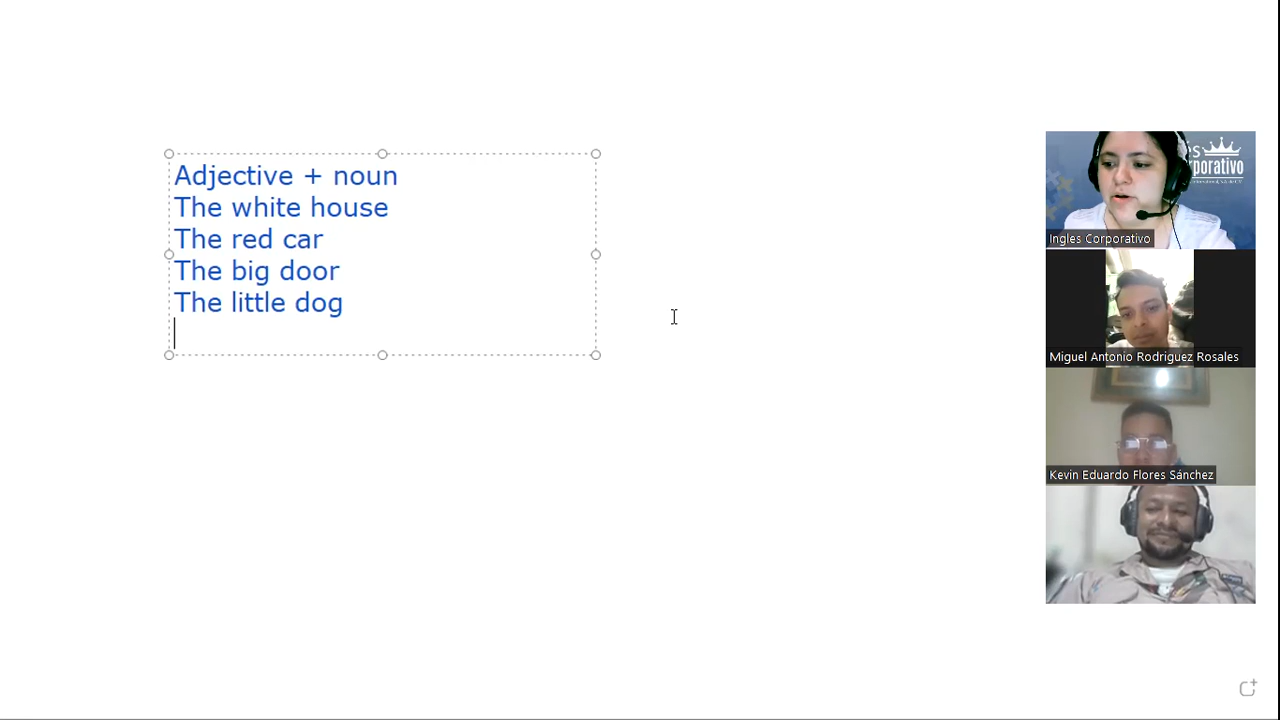 Adjective + noun
The white house
The red car
The big door
The little dog
Ingles Corporativo
Miguel Antonio Rodriguez Rosales
Kevin Eduardo Flores Sánchez